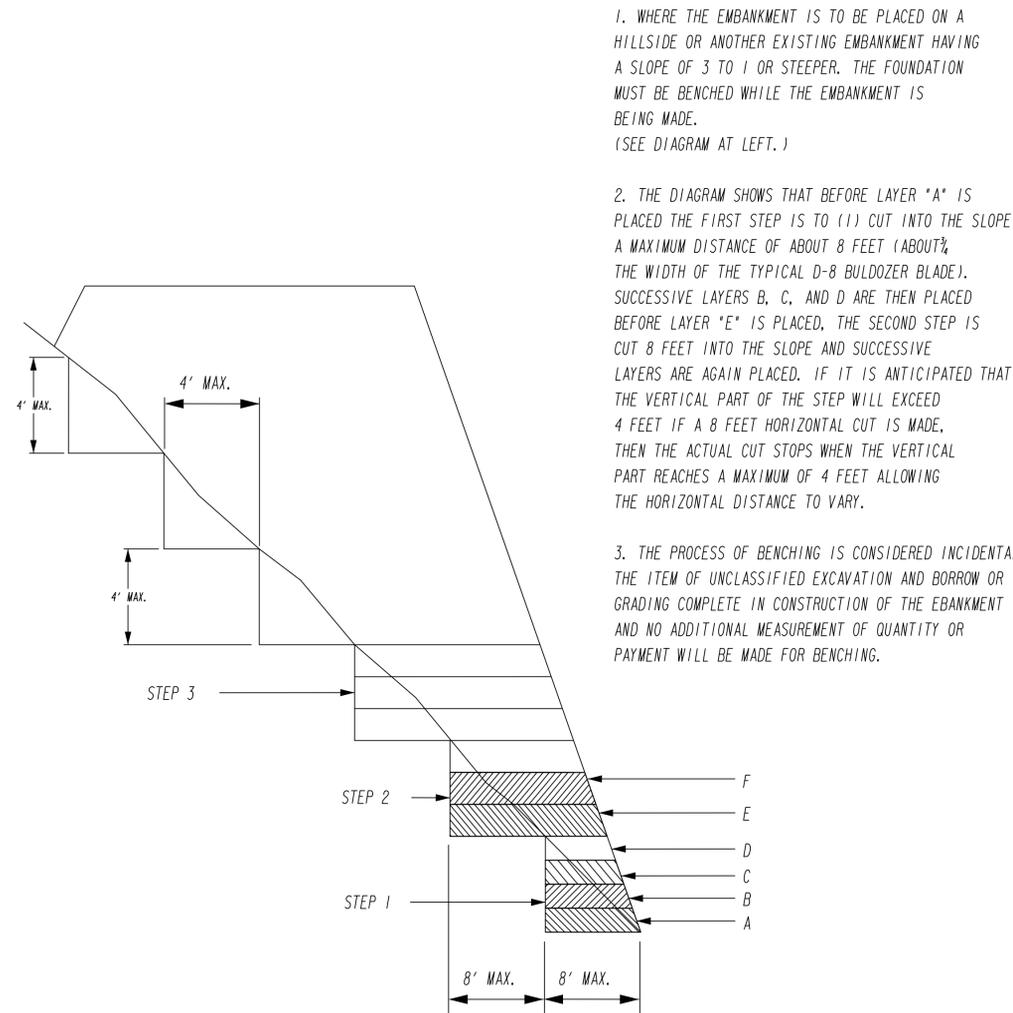 1. WHERE THE EMBANKMENT IS TO BE PLACED ON A
HILLSIDE OR ANOTHER EXISTING EMBANKMENT HAVING
A SLOPE OF 3 TO 1 OR STEEPER. THE FOUNDATION
MUST BE BENCHED WHILE THE EMBANKMENT IS
BEING MADE.
(SEE DIAGRAM AT LEFT.)
2. THE DIAGRAM SHOWS THAT BEFORE LAYER "A" IS
PLACED THE FIRST STEP IS TO (1) CUT INTO THE SLOPE
A MAXIMUM DISTANCE OF ABOUT 8 FEET (ABOUT ¾
THE WIDTH OF THE TYPICAL D-8 BULDOZER BLADE).
SUCCESSIVE LAYERS B, C, AND D ARE THEN PLACED
BEFORE LAYER "E" IS PLACED, THE SECOND STEP IS
CUT 8 FEET INTO THE SLOPE AND SUCCESSIVE
LAYERS ARE AGAIN PLACED. IF IT IS ANTICIPATED THAT
THE VERTICAL PART OF THE STEP WILL EXCEED
4 FEET IF A 8 FEET HORIZONTAL CUT IS MADE,
THEN THE ACTUAL CUT STOPS WHEN THE VERTICAL
PART REACHES A MAXIMUM OF 4 FEET ALLOWING
THE HORIZONTAL DISTANCE TO VARY.
3. THE PROCESS OF BENCHING IS CONSIDERED INCIDENTA
THE ITEM OF UNCLASSIFIED EXCAVATION AND BORROW OR
GRADING COMPLETE IN CONSTRUCTION OF THE EBANKMENT
AND NO ADDITIONAL MEASUREMENT OF QUANTITY OR
PAYMENT WILL BE MADE FOR BENCHING.
4' MAX.
4' MAX.
4' MAX.
STEP 3
STEP 2
STEP 1
F
E
D
C
B
A
8' MAX.
8' MAX.